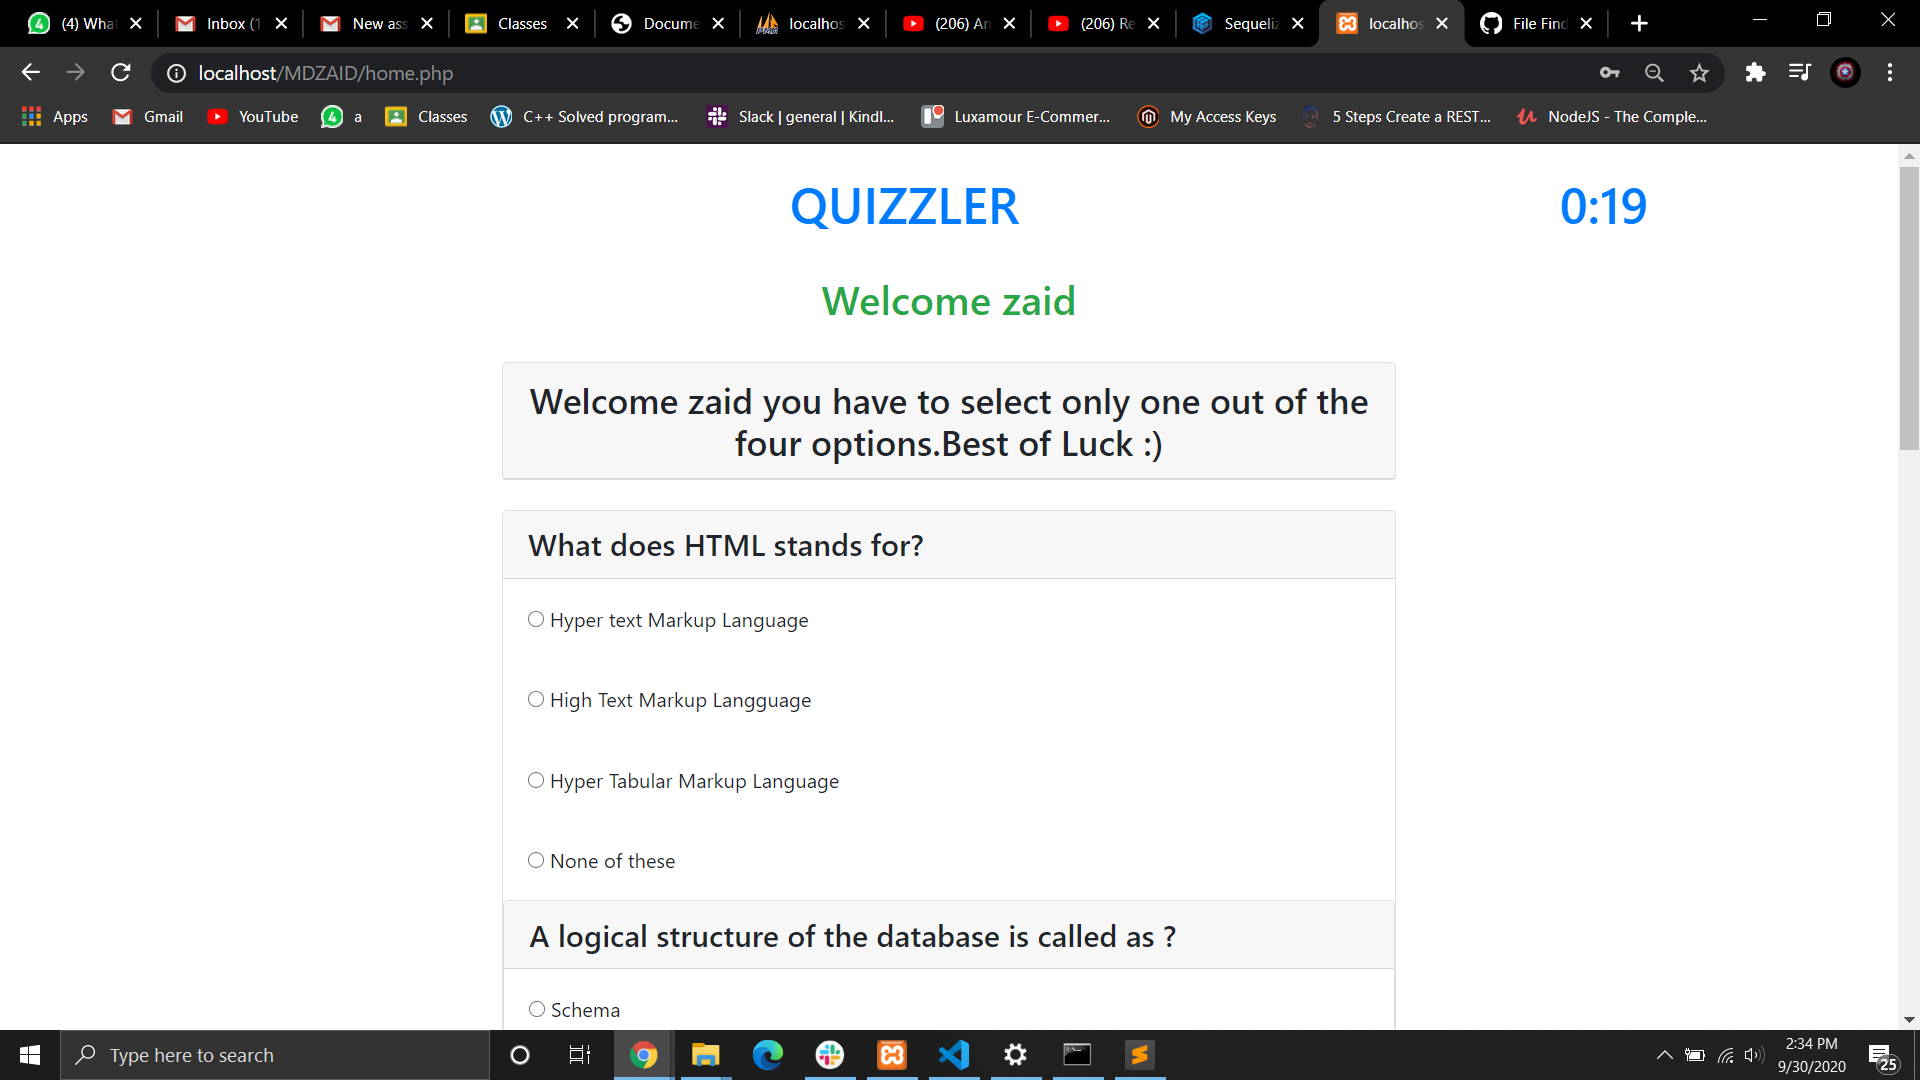 (4) What
Inbox (1
New ass
Classes
Docume
localhos
(206) An
(206) Re
Sequeliz
localhos
File Find
localhost/MDZAID/home.php
Apps
Gmail
YouTube
a
Classes
C++ Solved program...
Slack | general | Kindl...
Luxamour E-Commer...
My Access Keys
5 Steps Create a REST...
NodeJS - The Comple...
QUIZZLER
0:19
Welcome zaid
Welcome zaid you have to select only one out of the
four options.Best of Luck :)
What does HTML stands for?
Hyper text Markup Language
High Text Markup Langguage
Hyper Tabular Markup Language
None of these
A logical structure of the database is called as ?
Schema
Type here to search
2:34 PM
9/30/2020
25